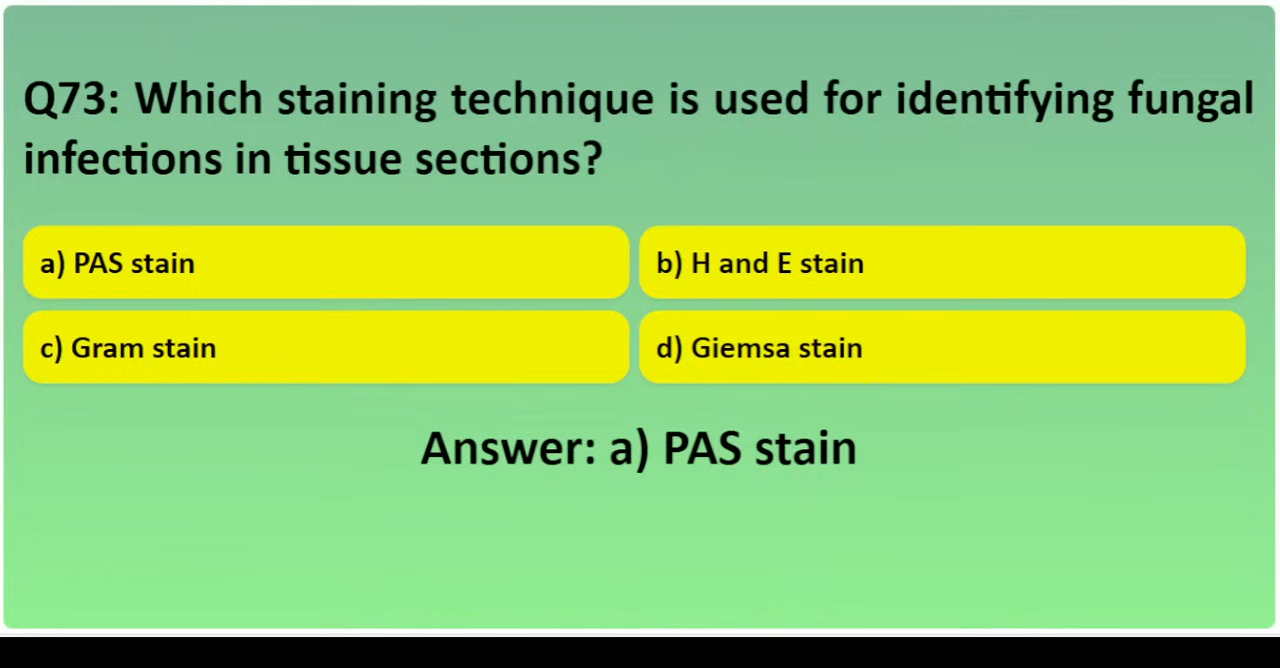 Q73: Which staining technique is used for identifying fungal
infections in tissue sections?
a) PAS stain
b) H and E stain
c) Gram stain
d) Giemsa stain
Answer: a) PAS stain